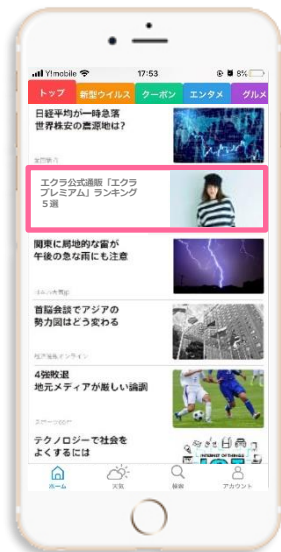 Y!mobile 17:53 8%
トップ 新型ウイルス クーポン エンタメ グルメ
日経平均が一時急落
世界株安の震源地は?
エクラ公式通販「エクラ
プレミアム」ランキング
5選
関東に局地的な雷が
午後の急な雨にも注意
首脳会談でアジアの
勢力図はどう変わる
4強敗退
地元メディアが厳しい論調
テクノロジーで社会を
よくするには
INTERNET OF THINGS
ホーム 天気 検索 アカウント